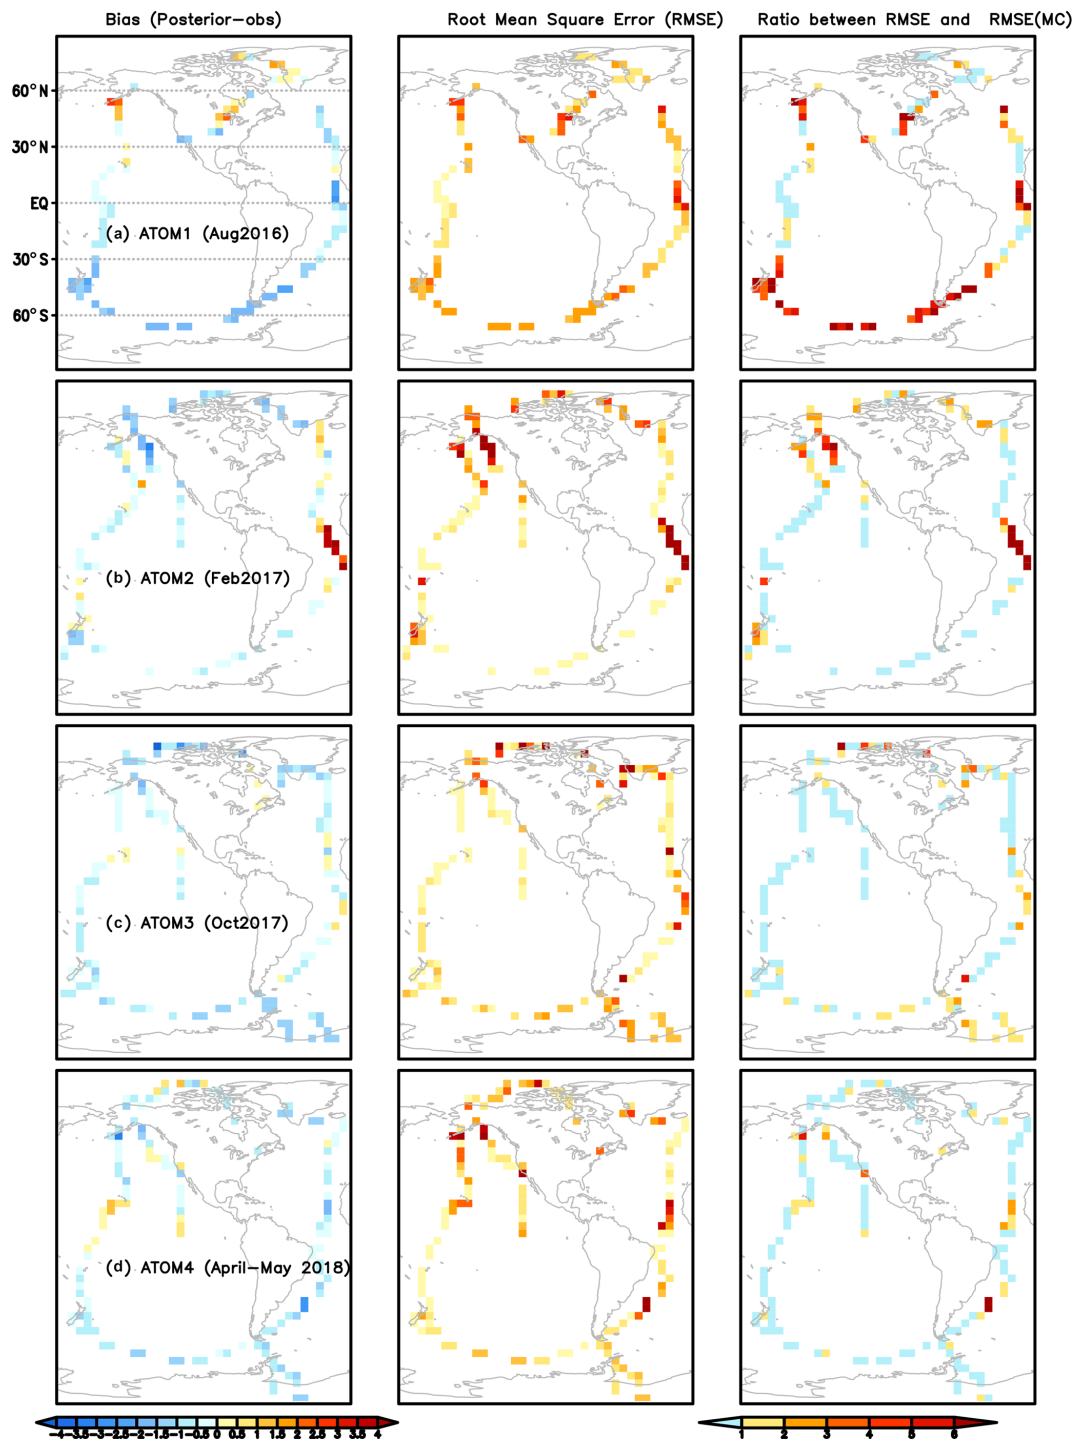 Bias (Posterior-obs) Root Mean Square Error (RMSE) Ratio between RMSE and RMSE(MC)
60°N
30°N
EQ
(a) ATOM1 (Aug2016)
30°S
60°S
(b) ATOM2 (Feb2017)
(c) ATOM3 (Oct2017)
(d) ATOM4 (April-May 2018)
-4 -3.5 -3 -2.5 -2 -1.5 -1 -0.5 0 0.5 1 1.5 2 2.5 3 3.5 4 1 2 3 4 5 6